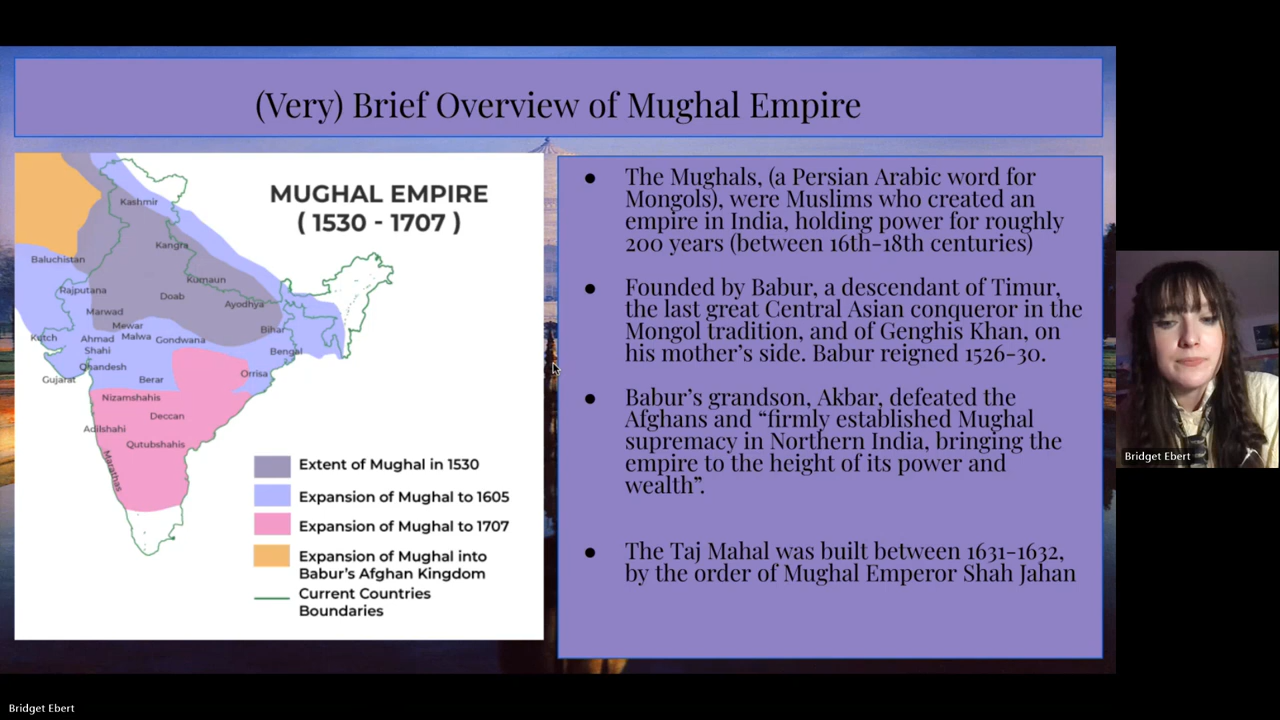 (Very) Brief Overview of Mughal Empire
MUGHAL EMPIRE
( 1530 - 1707 )
Kashmir
Kangra
Baluchistan
Kumaun
Rajputana
Doab
Ayodhya
Marwad
Mewar
Bihar
Kutch
Ahmad
Shahi
Malwa
Gondwana
Bengal
Qhandesh
Orrisa
Gujarat
Berar
Nizamshahis
Deccan
Adilshahi
Qutubshahis
Marathas
Extent of Mughal in 1530
Expansion of Mughal to 1605
Expansion of Mughal to 1707
Expansion of Mughal into
Babur's Afghan Kingdom
Current Countries
Boundaries
● The Mughals, (a Persian Arabic word for
Mongols), were Muslims who created an
empire in India, holding power for roughly
200 years (between 16th-18th centuries)
● Founded by Babur, a descendant of Timur,
the last great Central Asian conqueror in the
Mongol tradition, and of Genghis Khan, on
his mother's side. Babur reigned 1526-30.
● Babur's grandson, Akbar, defeated the
Afghans and “firmly established Mughal
supremacy in Northern India, bringing the
empire to the height of its power and
wealth”.
● The Taj Mahal was built between 1631-1632,
by the order of Mughal Emperor Shah Jahan
Bridget Ebert
Bridget Ebert